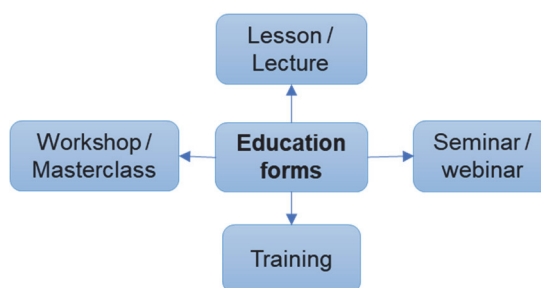 Lesson /
Lecture
Workshop /
Masterclass
Education
forms
Seminar /
webinar
Training